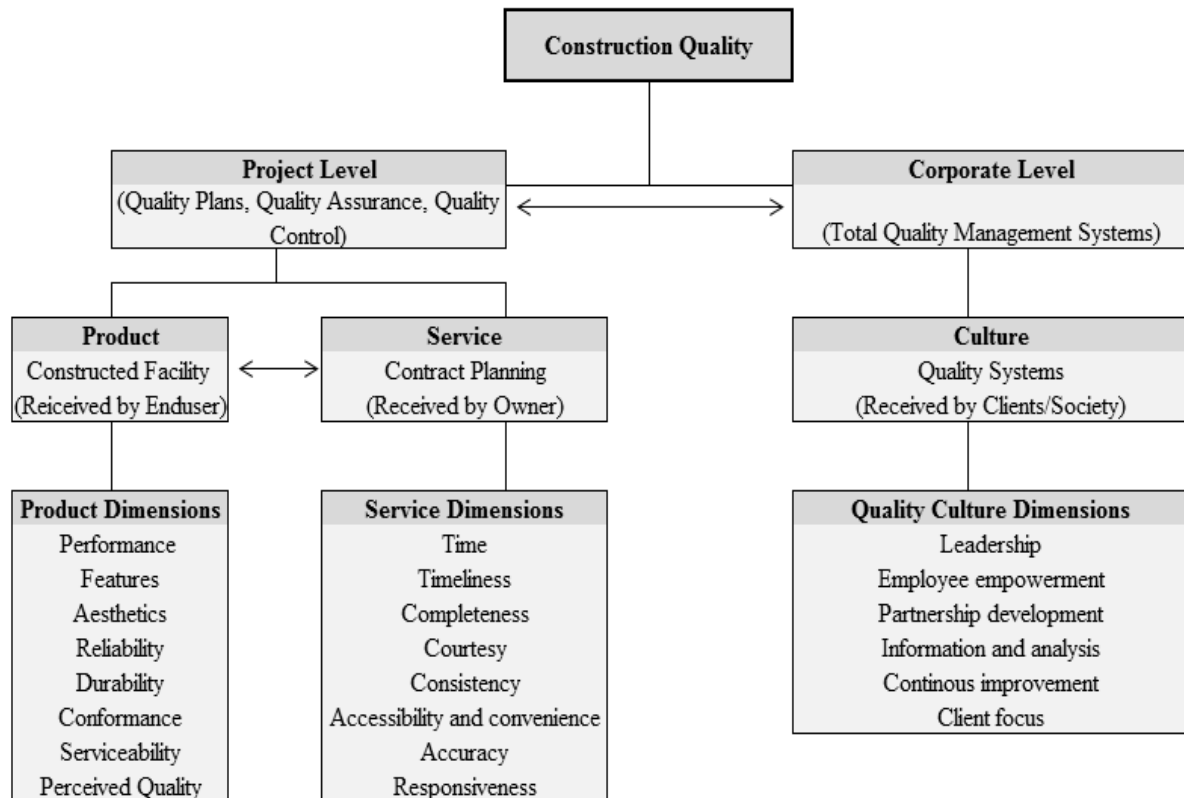 Construction Quality
Project Level
(Quality Plans, Quality Assurance, Quality
Control)
Corporate Level
(Total Quality Management Systems)
Product
Constructed Facility
(Reiceived by Enduser)
Service
Contract Planning
(Received by Owner)
Culture
Quality Systems
(Received by Clients/Society)
Product Dimensions
Performance
Features
Aesthetics
Reliability
Durability
Conformance
Serviceability
Perceived Quality
Service Dimensions
Time
Timeliness
Completeness
Courtesy
Consistency
Accessibility and convenience
Accuracy
Responsiveness
Quality Culture Dimensions
Leadership
Employee empowerment
Partnership development
Information and analysis
Continous improvement
Client focus